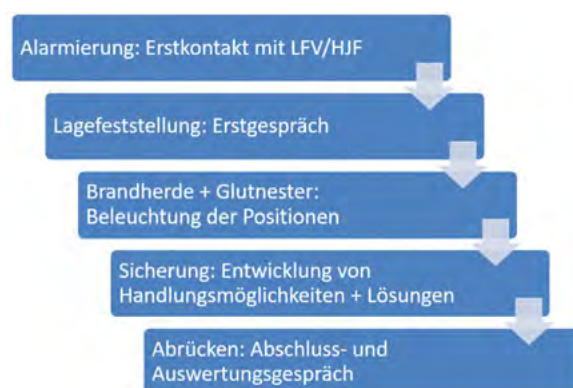 Alarmierung: Erstkontakt mit LFV/HJF
Lagefeststellung: Erstgespräch
Brandherde + Glutnester:
Beleuchtung der Positionen
Sicherung: Entwicklung von
Handlungsmöglichkeiten + Lösungen
Abrücken: Abschluss- und
Auswertungsgespräch